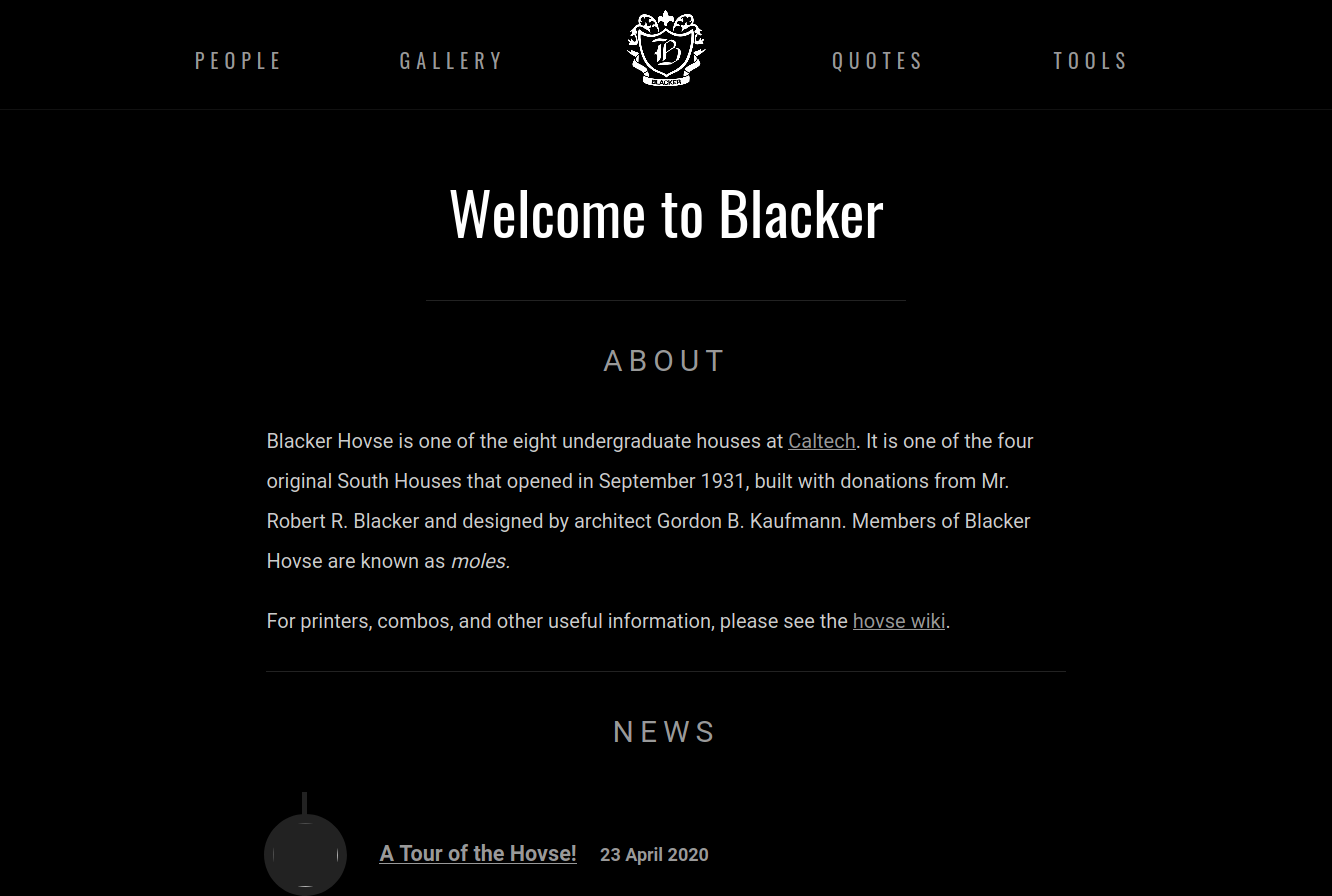 PEOPLE
GALLERY
B
BLACKER
QUOTES
TOOLS
Welcome to Blacker
ABOUT
Blacker Hovse is one of the eight undergraduate houses at Caltech. It is one of the four
original South Houses that opened in September 1931, built with donations from Mr.
Robert R. Blacker and designed by architect Gordon B. Kaufmann. Members of Blacker
Hovse are known as moles.
For printers, combos, and other useful information, please see the hovse wiki.
NEWS
A Tour of the Hovse! 23 April 2020